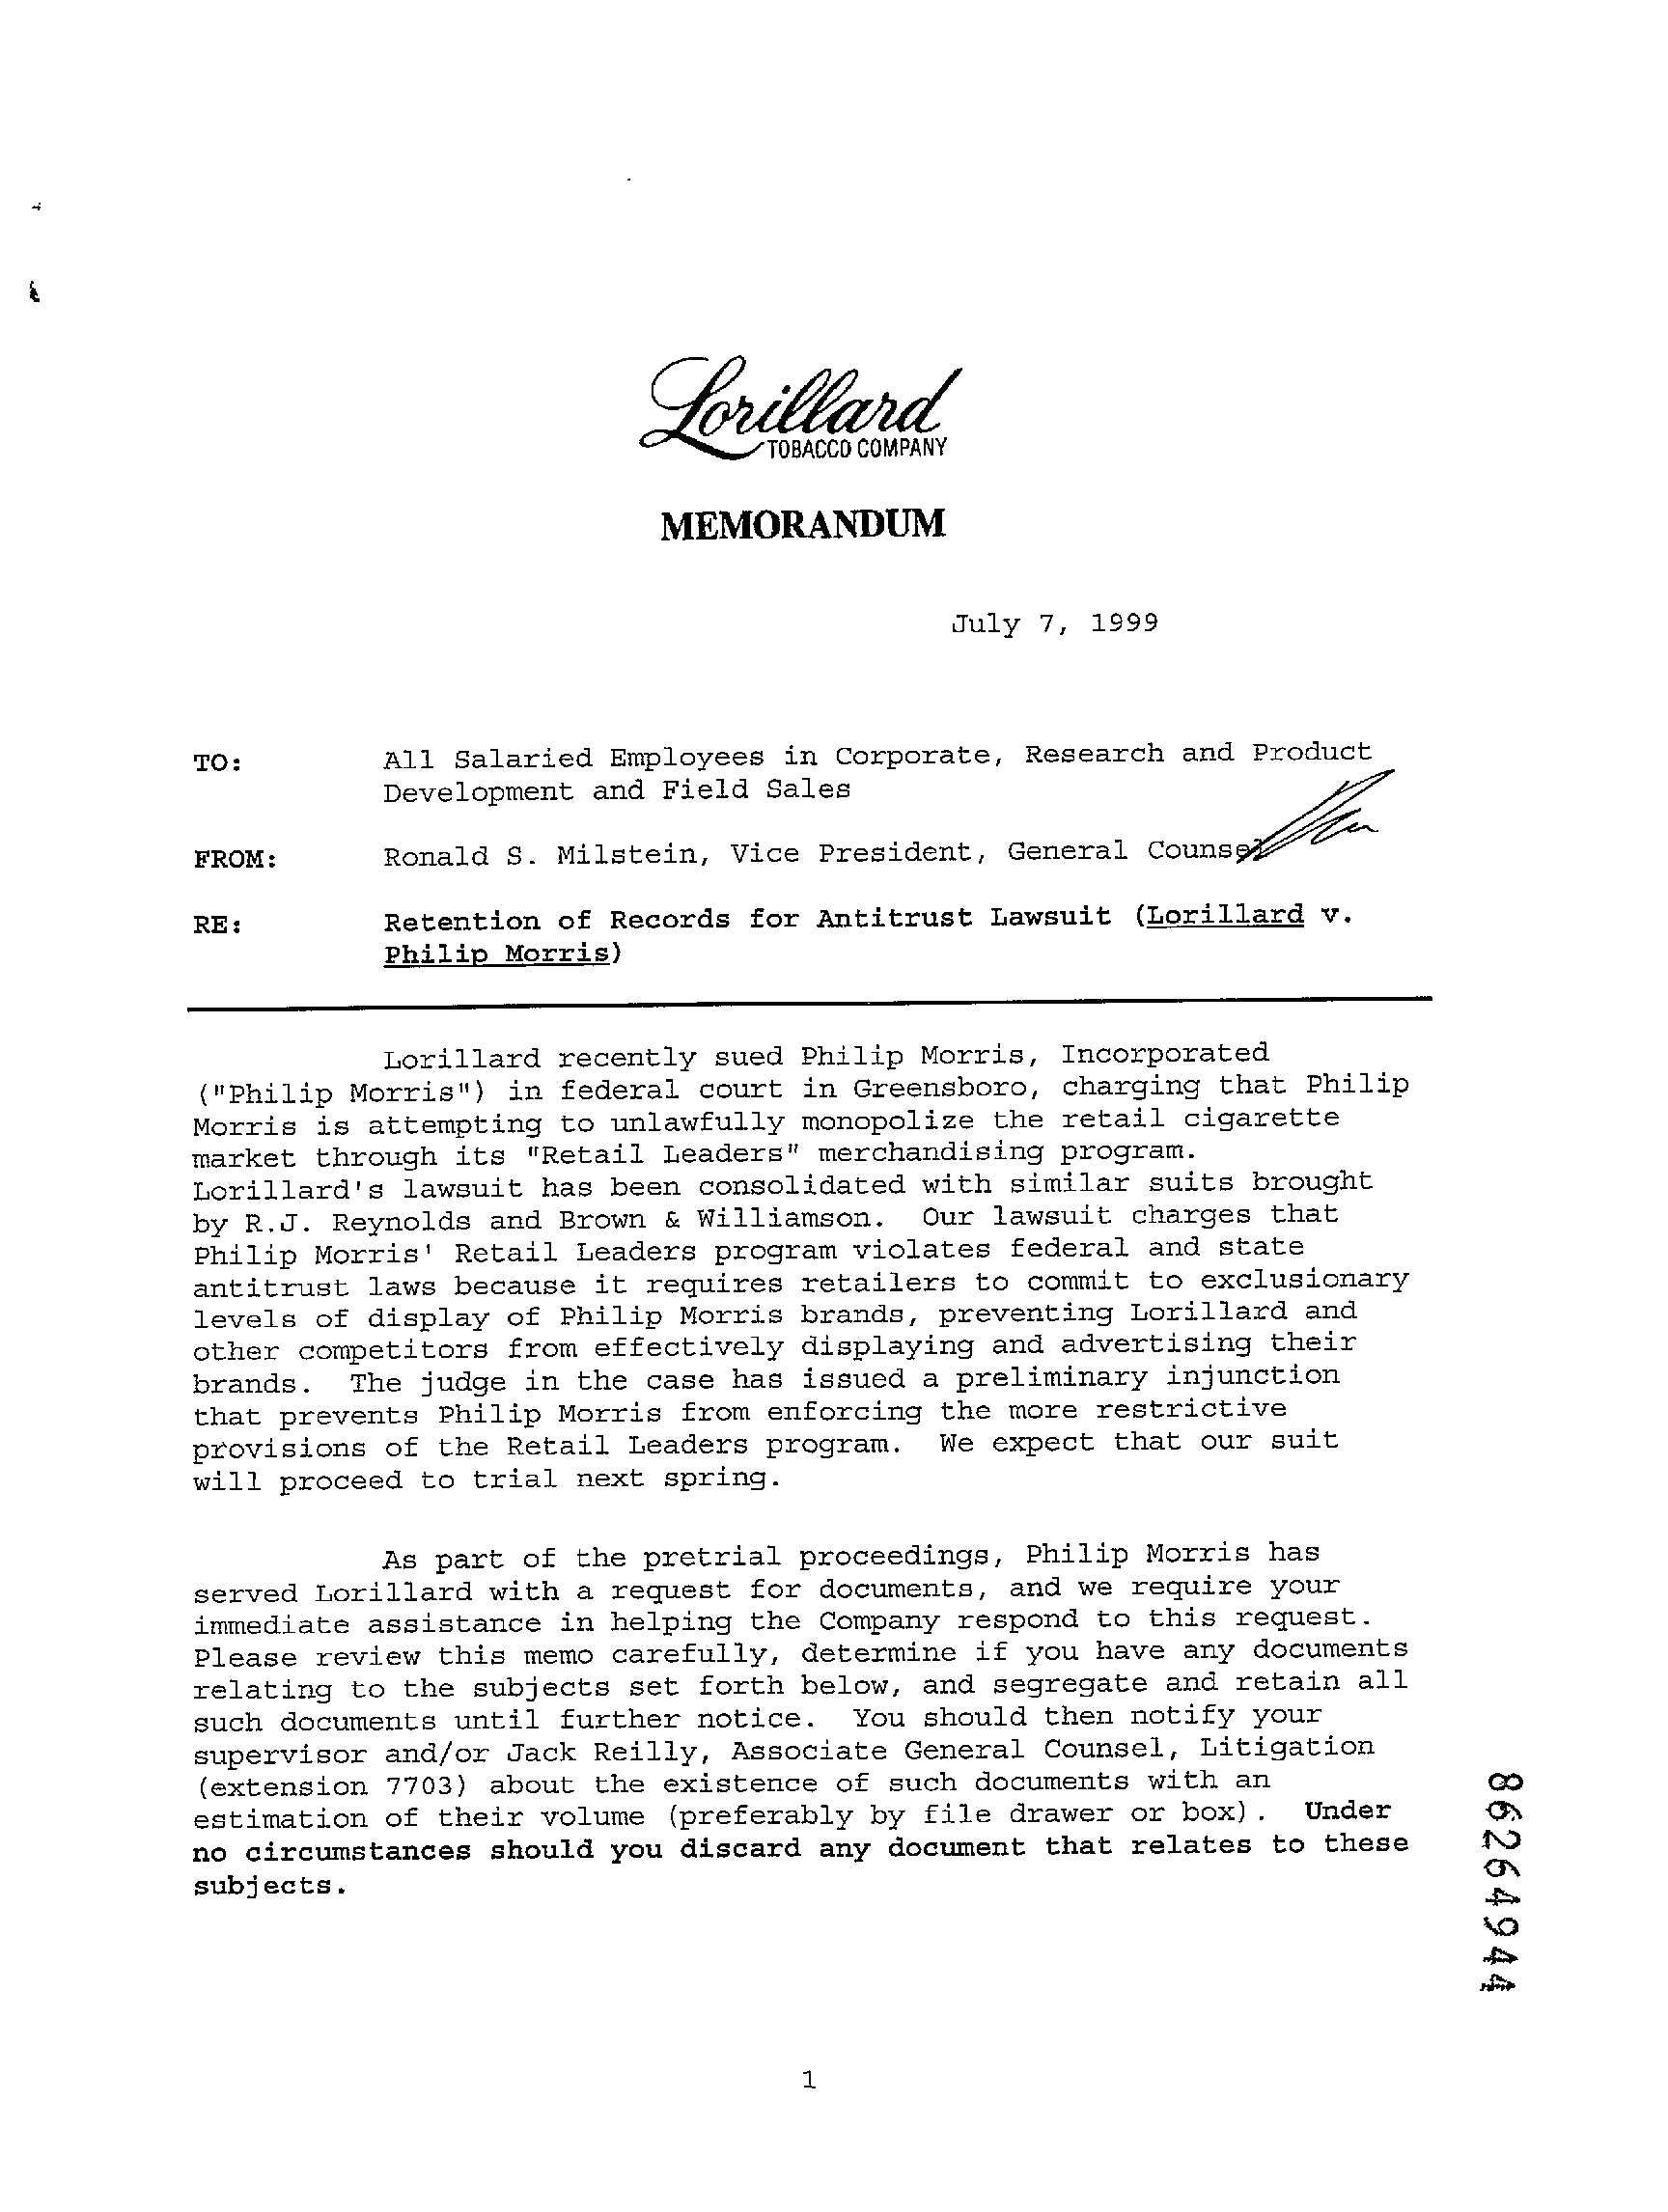 Lorillard
TOBACCO COMPANY
MEMORANDUM
July 7, 1999
TO: All Salaried Employees in Corporate, Research and Product
Development and Field Sales
FROM: Ronald S. Milstein, Vice President, General Counsel
RE: Retention of Records for Antitrust Lawsuit (Lorillard v.
Philip Morris)
Lorillard recently sued Philip Morris, Incorporated
("Philip Morris") in federal court in Greensboro, charging that Philip
Morris is attempting to unlawfully monopolize the retail cigarette
market through its "Retail Leaders" merchandising program.
Lorillard's lawsuit has been consolidated with similar suits brought
by R.J. Reynolds and Brown & Williamson. Our lawsuit charges that
Philip Morris' Retail Leaders program violates federal and state
antitrust laws because it requires retailers to commit to exclusionary
levels of display of Philip Morris brands, preventing Lorillard and
other competitors from effectively displaying and advertising their
brands. The judge in the case has issued a preliminary injunction
that prevents Philip Morris from enforcing the more restrictive
provisions of the Retail Leaders program. We expect that our suit
will proceed to trial next spring.
As part of the pretrial proceedings, Philip Morris has
served Lorillard with a request for documents, and we require your
immediate assistance in helping the Company respond to this request.
Please review this memo carefully, determine if you have any documents
relating to the subjects set forth below, and segregate and retain all
such documents until further notice. You should then notify your
supervisor and/or Jack Reilly, Associate General Counsel, Litigation
(extension 7703) about the existence of such documents with an
estimation of their volume (preferably by file drawer or box). Under
no circumstances should you discard any document that relates to these
subjects.
86264944
1